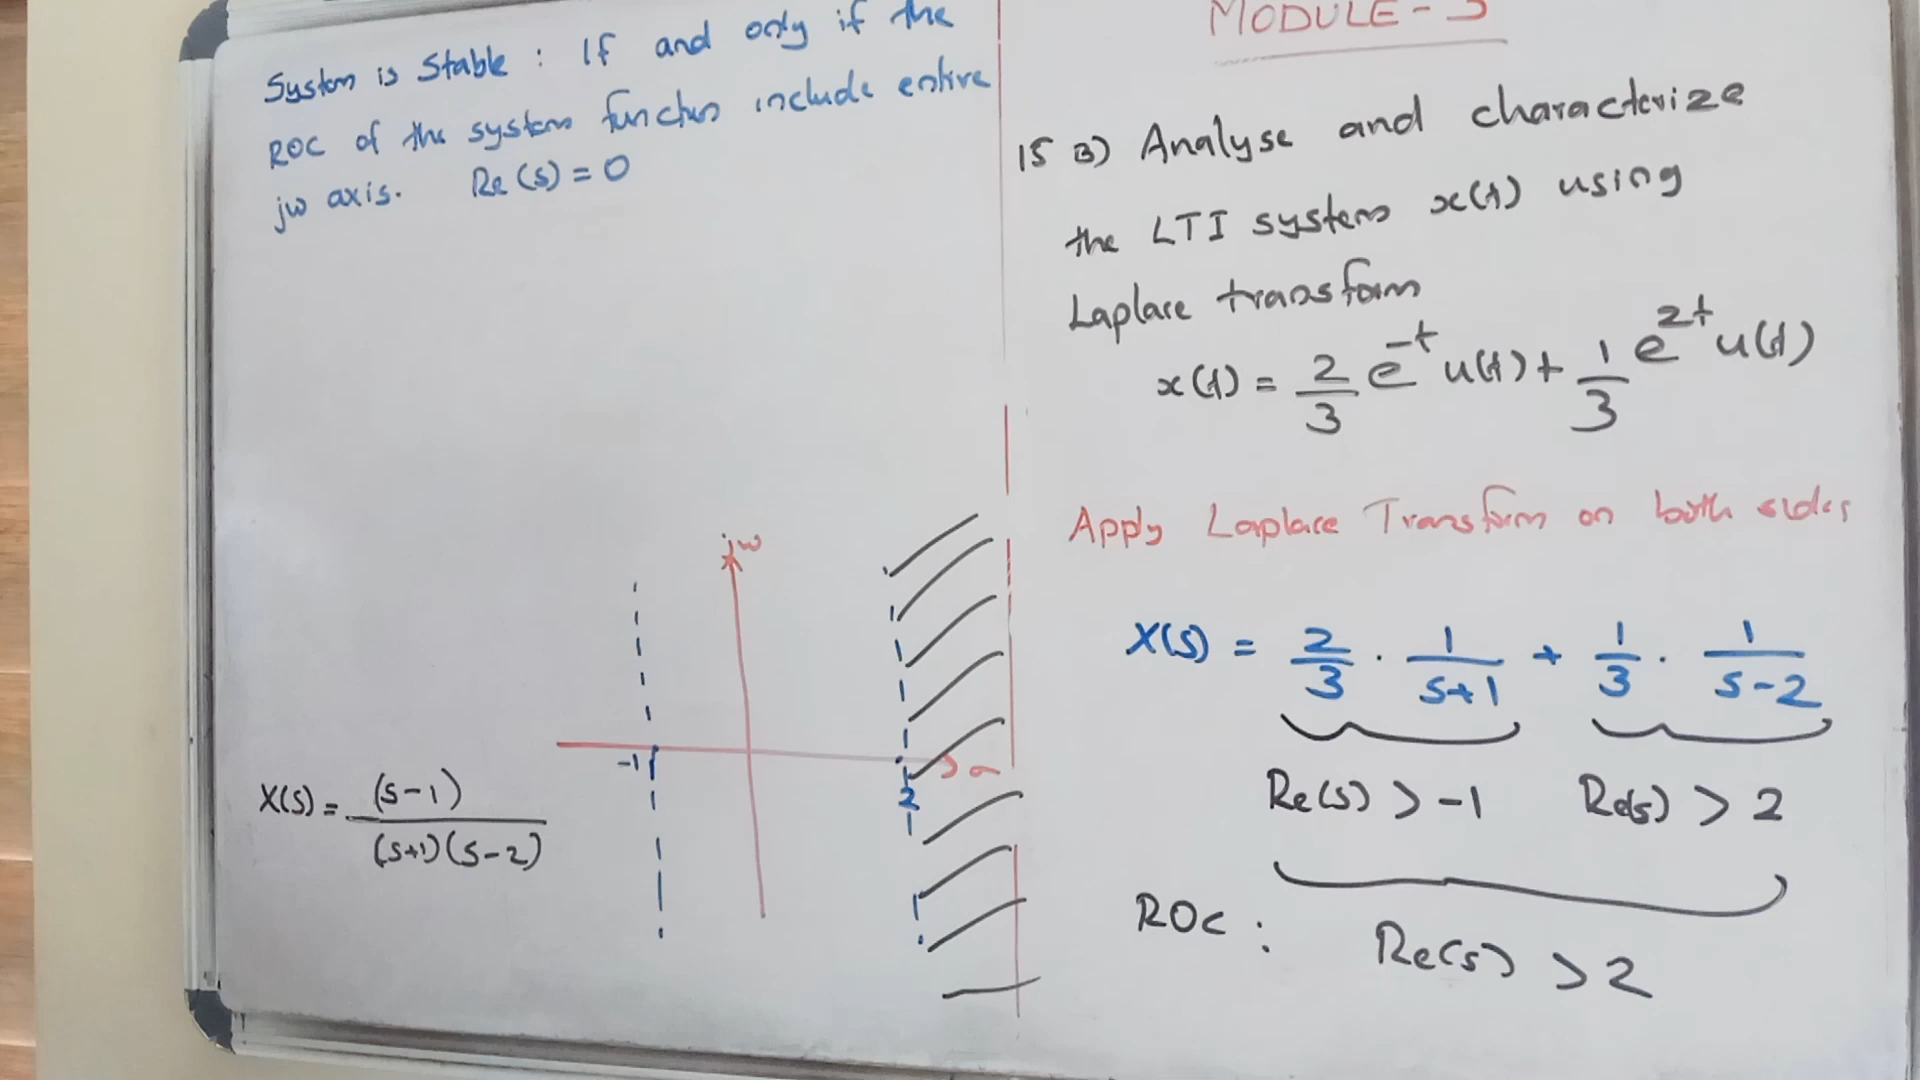 System is Stable : If and only if the
ROC of the system function include entire
jω axis. Re(s) = 0
jω
-1
2
σ
X(s) = (s-1) / (s+1)(s-2)
MODULE -
15 B) Analyse and characterize
the LTI system x(t) using
Laplace transform
x(t) = 2/3 e^-t u(t) + 1/3 e^2t u(t)
Apply Laplace Transform on both sides
X(s) = 2/3 . 1/s+1 + 1/3 . 1/s-2
Re(s) > -1 Re(s) > 2
ROC : Re(s) > 2